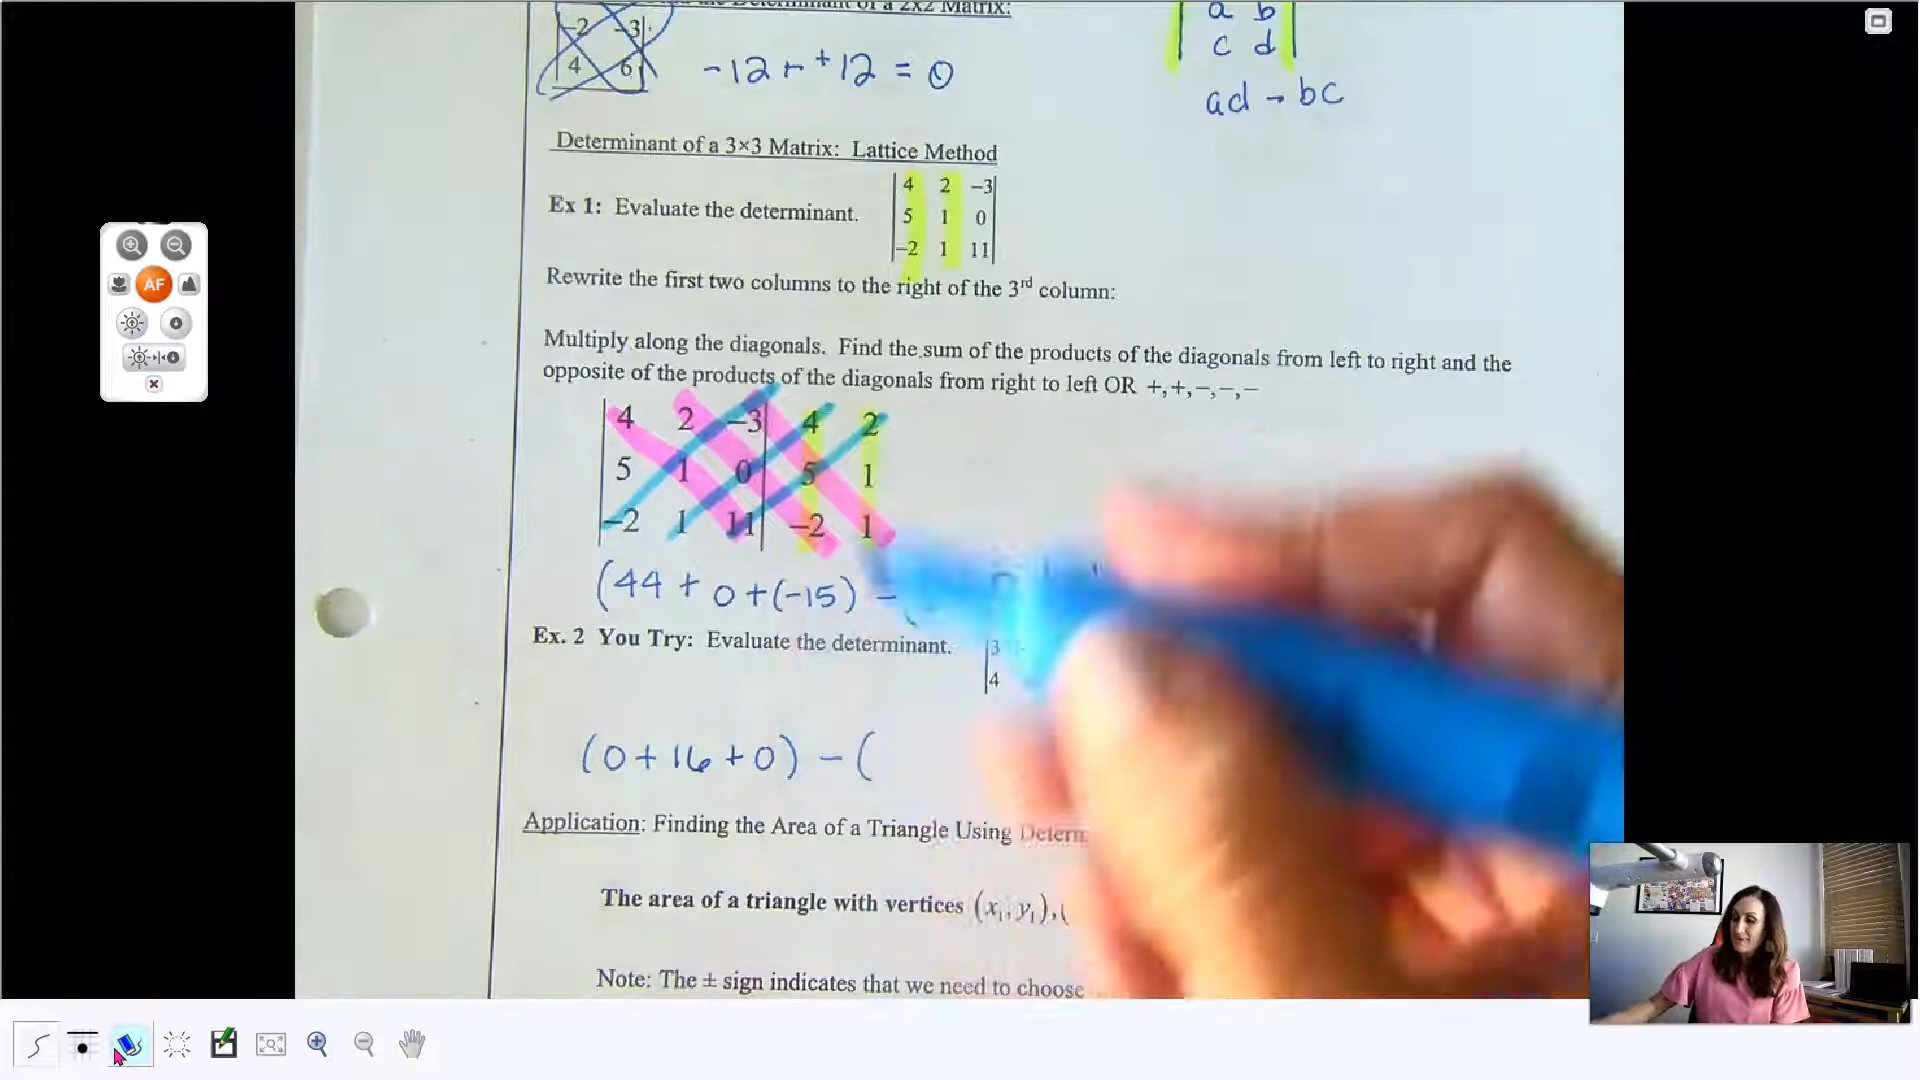 of a 2x2 Matrix:
-2 -3
4 6
-12 - +12 = 0
a b
c d
ad - bc
Determinant of a 3×3 Matrix: Lattice Method
Ex 1: Evaluate the determinant.
4 2 -3
5 1 0
-2 1 11
Rewrite the first two columns to the right of the 3rd column:
Multiply along the diagonals. Find the sum of the products of the diagonals from left to right and the
opposite of the products of the diagonals from right to left OR +,+,-,-,-
4 2 -3 4 2
5 1 0 5 1
-2 1 11 -2 1
(44 + 0 + (-15) -
Ex. 2 You Try: Evaluate the determinant.
3
4
(0 + 16 + 0) - (
Application: Finding the Area of a Triangle Using
The area of a triangle with vertices (x₁, y₁), (
Note: The ± sign indicates that we need to choose
AF